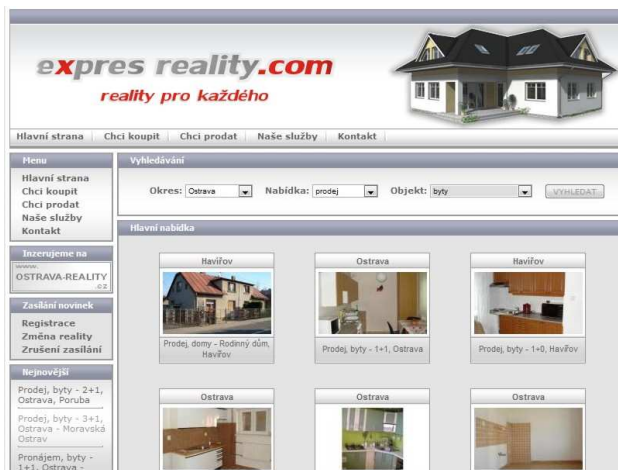 expres reality.com
reality pro každého
Hlavní strana Chci koupit Chci prodat Naše služby Kontakt
Menu
Hlavní strana
Chci koupit
Chci prodat
Naše služby
Kontakt
Inzerujeme na
www.
OSTRAVA-REALITY
.cz
Zasílání novinek
Registrace
Změna reality
Zrušení zasílání
Nejnovější
Prodej, byty - 2+1,
Ostrava, Poruba
Prodej, byty - 3+1,
Ostrava - Moravská
Ostrav
Pronájem, byty -
1+1, Ostrava -
Vyhledávání
Okres: Ostrava Nabídka: prodej Objekt: byty VYHLEDAT
Hlavní nabídka
Havířov
Prodej, domy - Rodinný dům,
Havířov
Ostrava
Prodej, byty - 1+1, Ostrava
Havířov
Prodej, byty - 1+0, Havířov
Ostrava
Ostrava
Ostrava